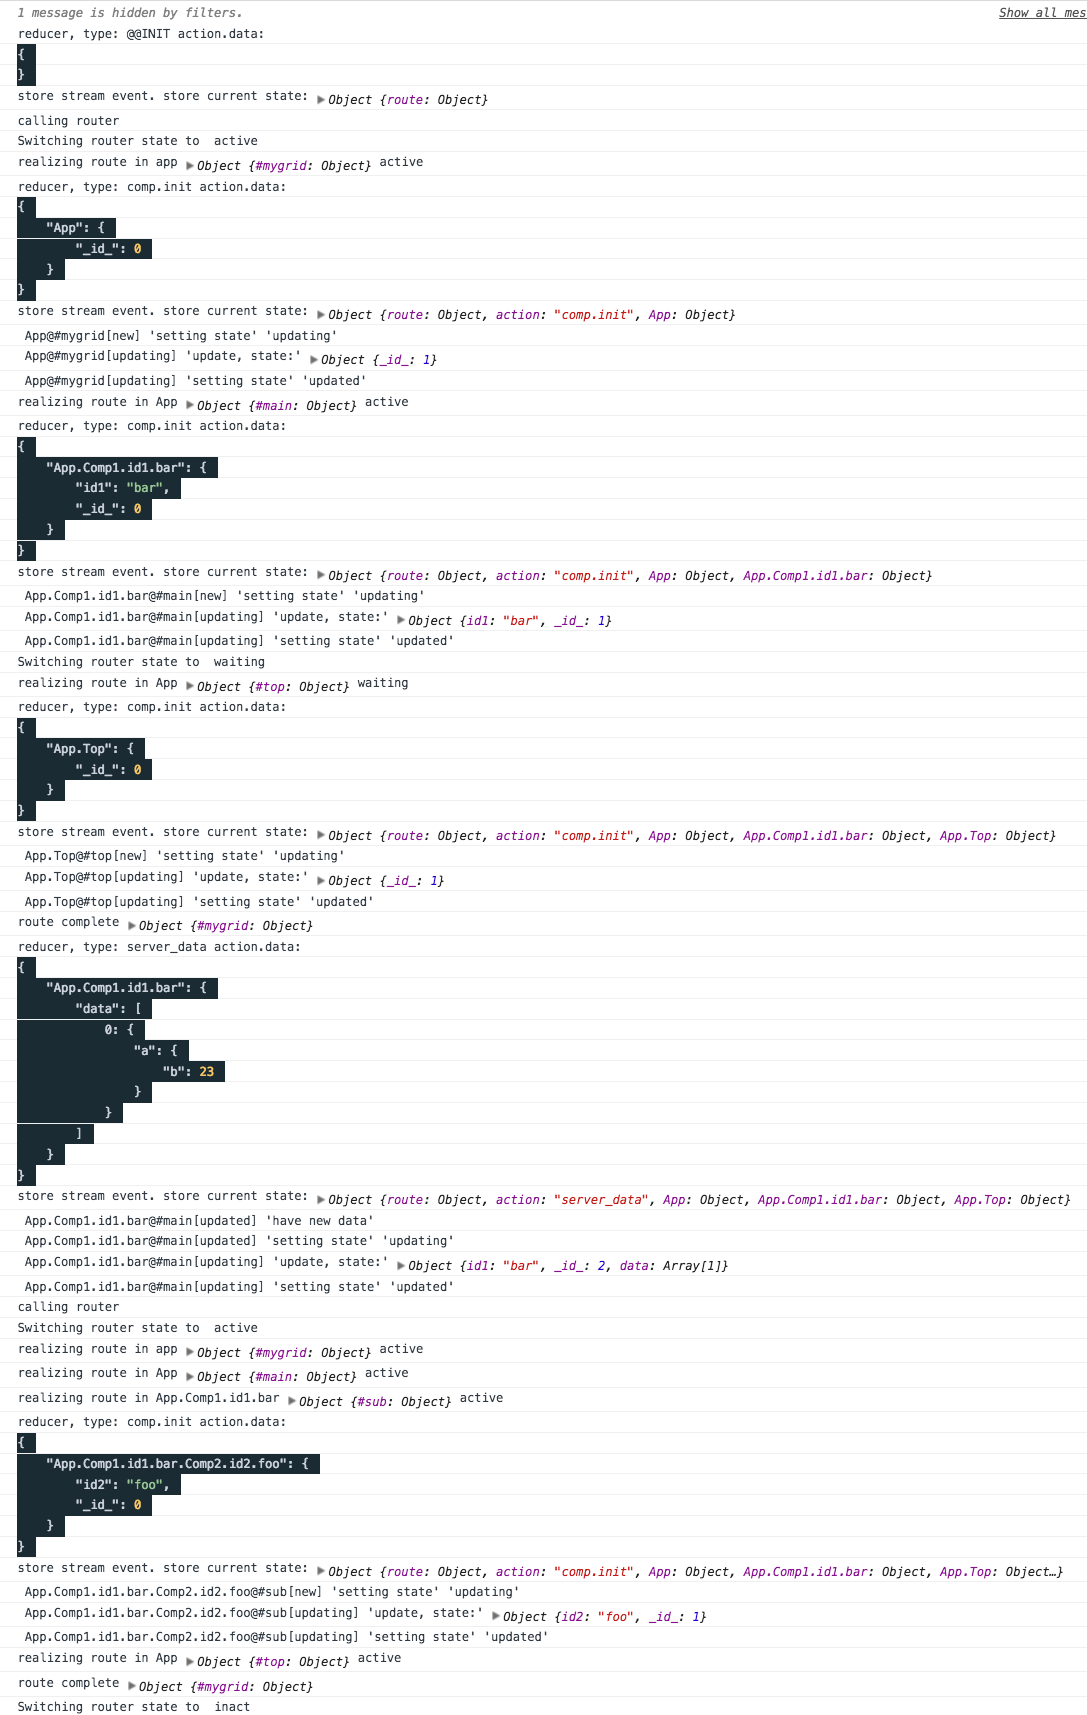 1 message is hidden by filters.
Show all mes
reducer, type: @@INIT action.data:
{
}
store stream event. store current state: ▶Object {route: Object}
calling router
Switching router state to  active
realizing route in app ▶Object {#mygrid: Object} active
reducer, type: comp.init action.data:
{
    "App": {
        "_id_": 0
    }
}
store stream event. store current state: ▶Object {route: Object, action: "comp.init", App: Object}
 App@#mygrid[new] 'setting state' 'updating'
 App@#mygrid[updating] 'update, state:' ▶Object {_id_: 1}
 App@#mygrid[updating] 'setting state' 'updated'
realizing route in App ▶Object {#main: Object} active
reducer, type: comp.init action.data:
{
    "App.Comp1.id1.bar": {
        "id1": "bar",
        "_id_": 0
    }
}
store stream event. store current state: ▶Object {route: Object, action: "comp.init", App: Object, App.Comp1.id1.bar: Object}
 App.Comp1.id1.bar@#main[new] 'setting state' 'updating'
 App.Comp1.id1.bar@#main[updating] 'update, state:' ▶Object {id1: "bar", _id_: 1}
 App.Comp1.id1.bar@#main[updating] 'setting state' 'updated'
Switching router state to  waiting
realizing route in App ▶Object {#top: Object} waiting
reducer, type: comp.init action.data:
{
    "App.Top": {
        "_id_": 0
    }
}
store stream event. store current state: ▶Object {route: Object, action: "comp.init", App: Object, App.Comp1.id1.bar: Object, App.Top: Object}
 App.Top@#top[new] 'setting state' 'updating'
 App.Top@#top[updating] 'update, state:' ▶Object {_id_: 1}
 App.Top@#top[updating] 'setting state' 'updated'
route complete ▶Object {#mygrid: Object}
reducer, type: server_data action.data:
{
    "App.Comp1.id1.bar": {
        "data": [
            0: {
                "a": {
                    "b": 23
                }
            }
        ]
    }
}
store stream event. store current state: ▶Object {route: Object, action: "server_data", App: Object, App.Comp1.id1.bar: Object, App.Top: Object}
 App.Comp1.id1.bar@#main[updated] 'have new data'
 App.Comp1.id1.bar@#main[updated] 'setting state' 'updating'
 App.Comp1.id1.bar@#main[updating] 'update, state:' ▶Object {id1: "bar", _id_: 2, data: Array[1]}
 App.Comp1.id1.bar@#main[updating] 'setting state' 'updated'
calling router
Switching router state to  active
realizing route in app ▶Object {#mygrid: Object} active
realizing route in App ▶Object {#main: Object} active
realizing route in App.Comp1.id1.bar ▶Object {#sub: Object} active
reducer, type: comp.init action.data:
{
    "App.Comp1.id1.bar.Comp2.id2.foo": {
        "id2": "foo",
        "_id_": 0
    }
}
store stream event. store current state: ▶Object {route: Object, action: "comp.init", App: Object, App.Comp1.id1.bar: Object, App.Top: Object…}
 App.Comp1.id1.bar.Comp2.id2.foo@#sub[new] 'setting state' 'updating'
 App.Comp1.id1.bar.Comp2.id2.foo@#sub[updating] 'update, state:' ▶Object {id2: "foo", _id_: 1}
 App.Comp1.id1.bar.Comp2.id2.foo@#sub[updating] 'setting state' 'updated'
realizing route in App ▶Object {#top: Object} active
route complete ▶Object {#mygrid: Object}
Switching router state to  inact